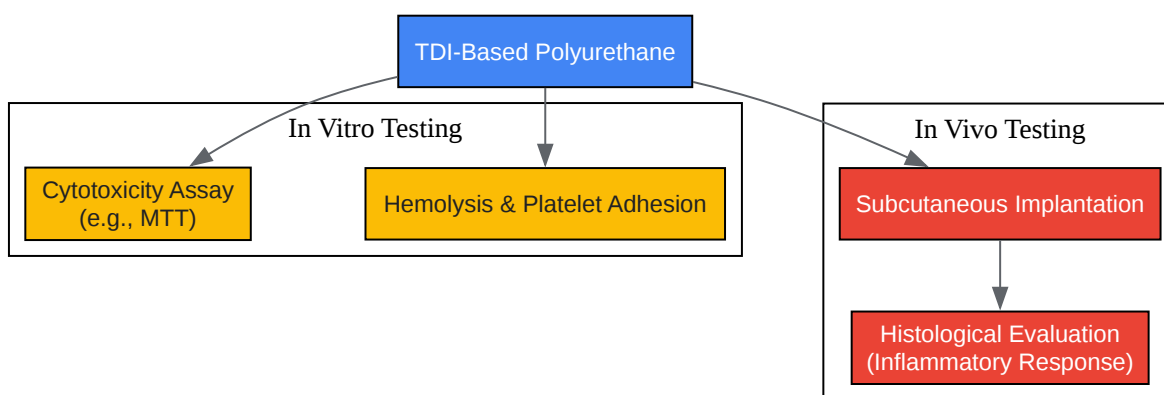 TDI-Based Polyurethane
In Vitro Testing
In Vivo Testing
Cytotoxicity Assay
(e.g., MTT)
Hemolysis & Platelet Adhesion
Subcutaneous Implantation
Histological Evaluation
(Inflammatory Response)